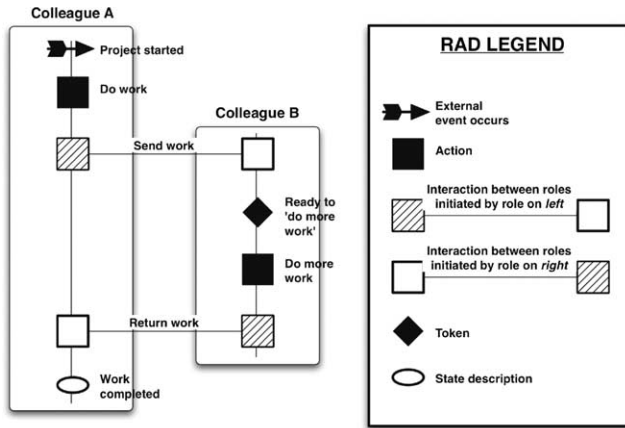 Colleague A
Project started
Do work
Colleague B
Send work
Ready to
'do more
work'
Do more
work
Return work
Work
completed
RAD LEGEND
External
event occurs
Action
Interaction between roles
initiated by role on left
Interaction between roles
initiated by role on right
Token
State description